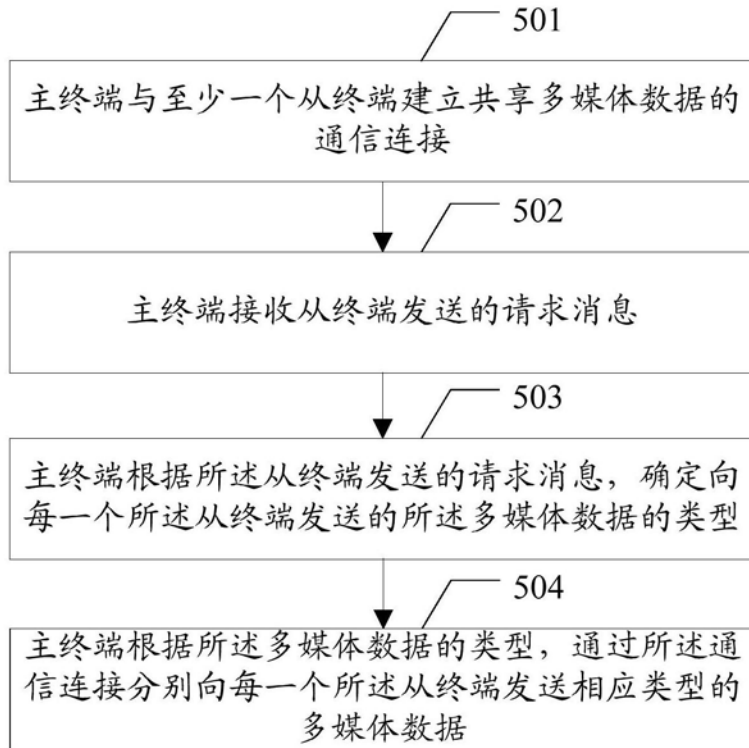 501
主终端与至少一个从终端建立共享多媒体数据的
通信连接
502
主终端接收从终端发送的请求消息
503
主终端根据所述从终端发送的请求消息，确定向
每一个所述从终端发送的所述多媒体数据的类型
504
主终端根据所述多媒体数据的类型，通过所述通
信连接分别向每一个所述从终端发送相应类型的
多媒体数据